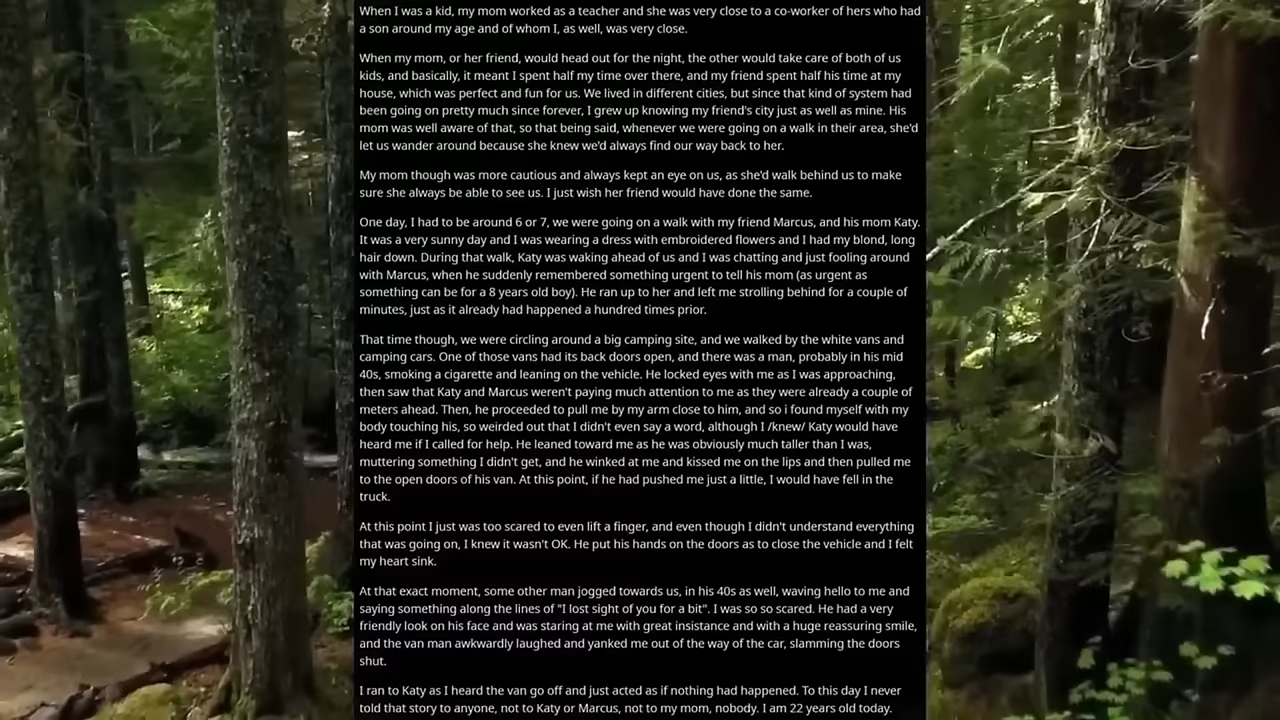 When I was a kid, my mom worked as a teacher and she was very close to a co-worker of hers who had
a son around my age and of whom I, as well, was very close.
When my mom, or her friend, would head out for the night, the other would take care of both of us
kids, and basically, it meant I spent half my time over there, and my friend spent half his time at my
house, which was perfect and fun for us. We lived in different cities, but since that kind of system had
been going on pretty much since forever, I grew up knowing my friend's city just as well as mine. His
mom was well aware of that, so that being said, whenever we were going on a walk in their area, she'd
let us wander around because she knew we'd always find our way back to her.
My mom though was more cautious and always kept an eye on us, as she'd walk behind us to make
sure she always be able to see us. I just wish her friend would have done the same.
One day, I had to be around 6 or 7, we were going on a walk with my friend Marcus, and his mom Katy.
It was a very sunny day and I was wearing a dress with embroidered flowers and I had my blond, long
hair down. During that walk, Katy was waking ahead of us and I was chatting and just fooling around
with Marcus, when he suddenly remembered something urgent to tell his mom (as urgent as
something can be for a 8 years old boy). He ran up to her and left me strolling behind for a couple of
minutes, just as it already had happened a hundred times prior.
That time though, we were circling around a big camping site, and we walked by the white vans and
camping cars. One of those vans had its back doors open, and there was a man, probably in his mid
40s, smoking a cigarette and leaning on the vehicle. He locked eyes with me as I was approaching,
then saw that Katy and Marcus weren't paying much attention to me as they were already a couple of
meters ahead. Then, he proceeded to pull me by my arm close to him, and so i found myself with my
body touching his, so weirded out that I didn't even say a word, although I /knew/ Katy would have
heard me if I called for help. He leaned toward me as he was obviously much taller than I was,
muttering something I didn't get, and he winked at me and kissed me on the lips and then pulled me
to the open doors of his van. At this point, if he had pushed me just a little, I would have fell in the
truck.
At this point I just was too scared to even lift a finger, and even though I didn't understand everything
that was going on, I knew it wasn't OK. He put his hands on the doors as to close the vehicle and I felt
my heart sink.
At that exact moment, some other man jogged towards us, in his 40s as well, waving hello to me and
saying something along the lines of "I lost sight of you for a bit". I was so so scared. He had a very
friendly look on his face and was staring at me with great insistance and with a huge reassuring smile,
and the van man awkwardly laughed and yanked me out of the way of the car, slamming the doors
shut.
I ran to Katy as I heard the van go off and just acted as if nothing had happened. To this day I never
told that story to anyone, not to Katy or Marcus, not to my mom, nobody. I am 22 years old today.